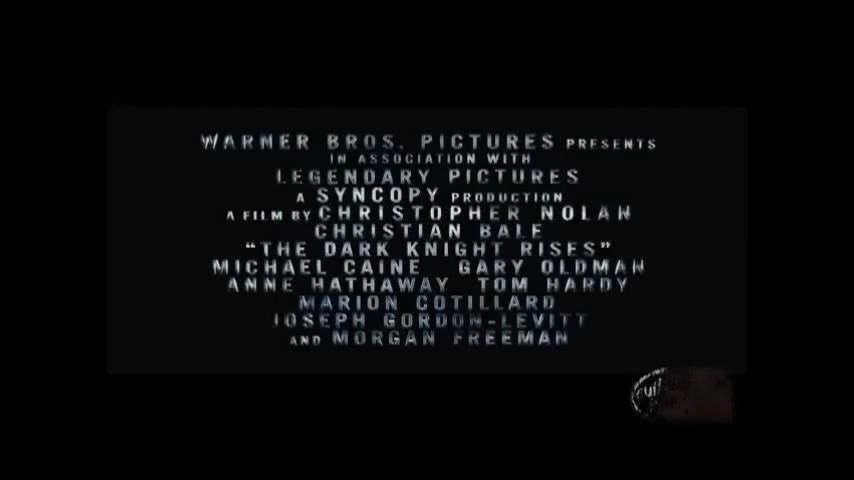 WARNER BROS. PICTURES PRESENTS
IN ASSOCIATION WITH
LEGENDARY PICTURES
A SYNCOPY PRODUCTION
A FILM BY CHRISTOPHER NOLAN
CHRISTIAN BALE
“THE DARK KNIGHT RISES”
MICHAEL CAINE GARY OLDMAN
ANNE HATHAWAY TOM HARDY
MARION COTILLARD
JOSEPH GORDON-LEVITT
AND MORGAN FREEMAN